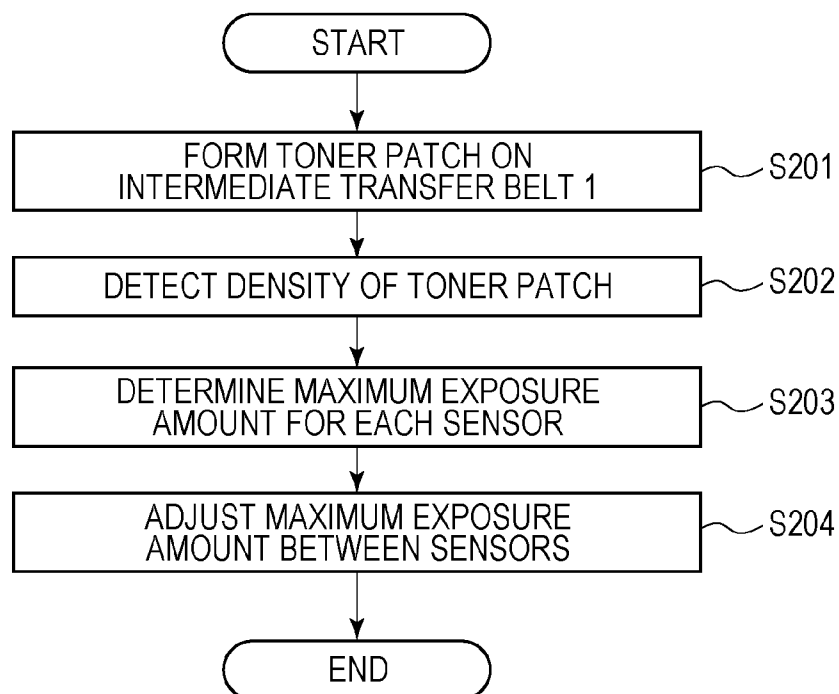 START
FORM TONER PATCH ON
INTERMEDIATE TRANSFER BELT 1
S201
DETECT DENSITY OF TONER PATCH
S202
DETERMINE MAXIMUM EXPOSURE
AMOUNT FOR EACH SENSOR
S203
ADJUST MAXIMUM EXPOSURE
AMOUNT BETWEEN SENSORS
S204
END